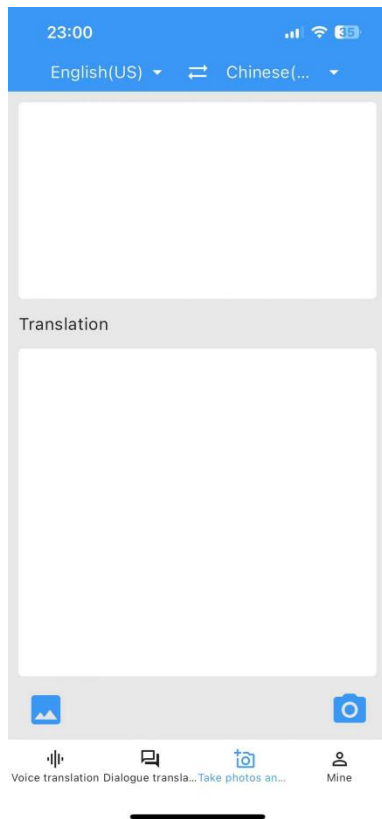 23:00 35
English(US) Chinese(...
Translation
Voice translation Dialogue transla... Take photos an... Mine